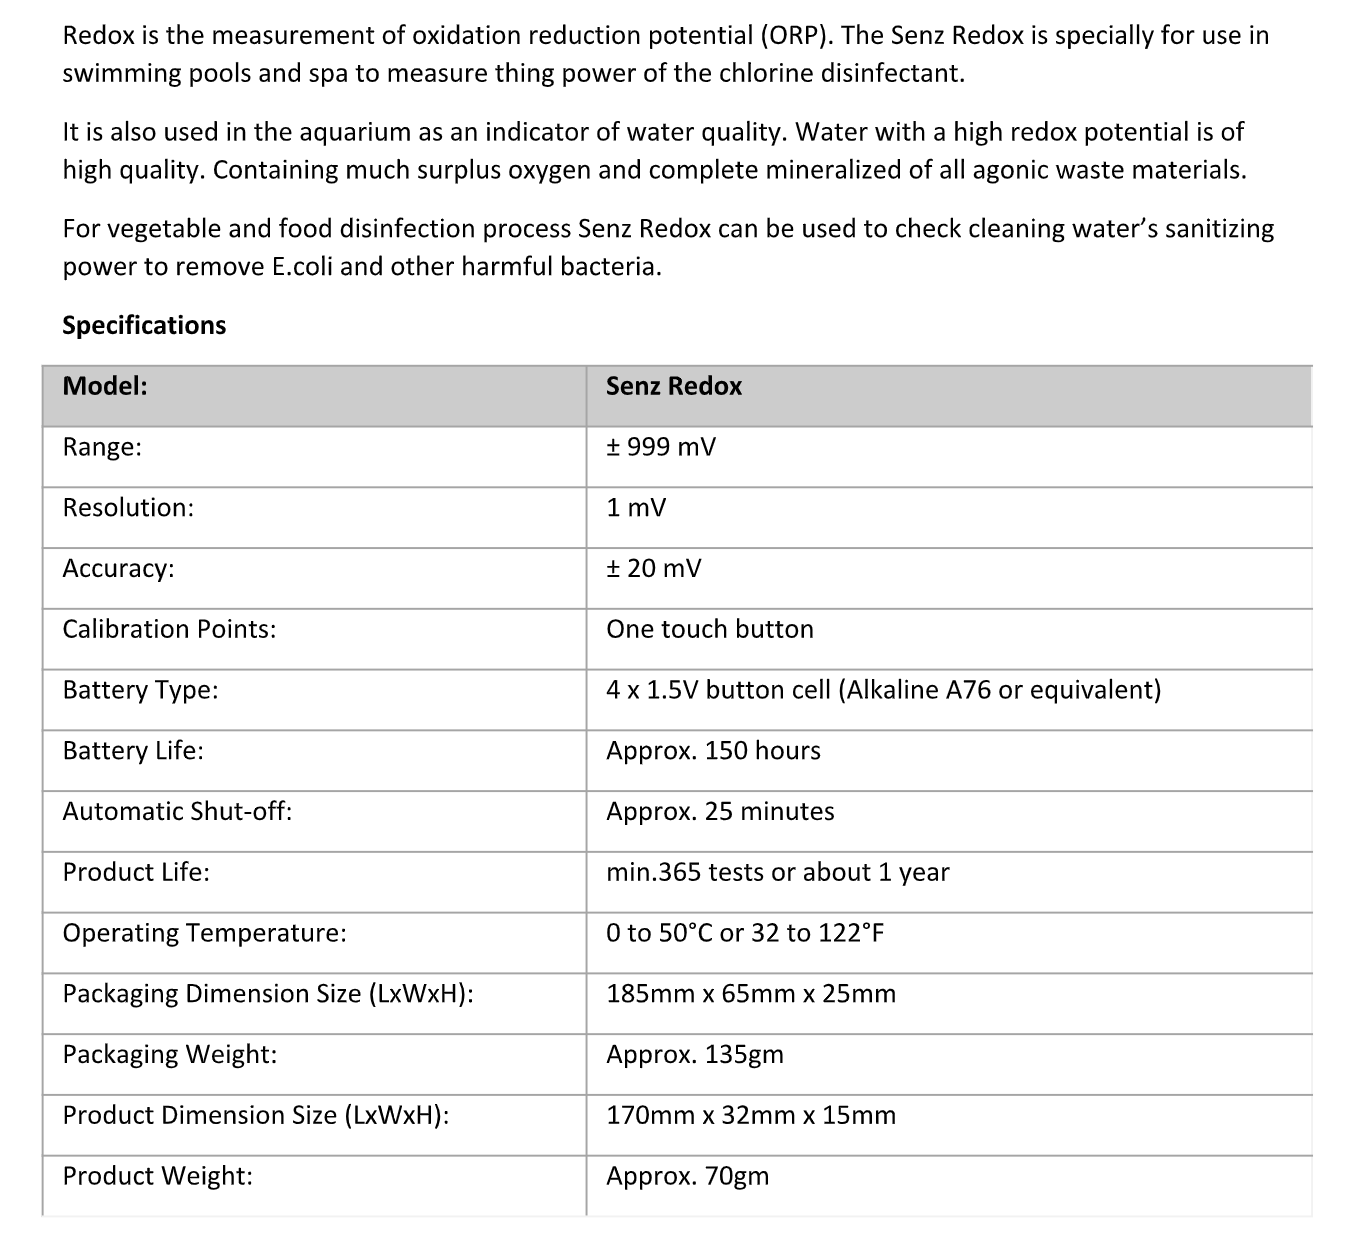 Redox is the measurement of oxidation reduction potential (ORP). The Senz Redox is specially for use in
swimming pools and spa to measure thing power of the chlorine disinfectant.
It is also used in the aquarium as an indicator of water quality. Water with a high redox potential is of
high quality. Containing much surplus oxygen and complete mineralized of all agonic waste materials.
For vegetable and food disinfection process Senz Redox can be used to check cleaning water’s sanitizing
power to remove E.coli and other harmful bacteria.
Specifications
Model: Senz Redox
Range: ± 999 mV
Resolution: 1 mV
Accuracy: ± 20 mV
Calibration Points: One touch button
Battery Type: 4 x 1.5V button cell (Alkaline A76 or equivalent)
Battery Life: Approx. 150 hours
Automatic Shut-off: Approx. 25 minutes
Product Life: min.365 tests or about 1 year
Operating Temperature: 0 to 50°C or 32 to 122°F
Packaging Dimension Size (LxWxH): 185mm x 65mm x 25mm
Packaging Weight: Approx. 135gm
Product Dimension Size (LxWxH): 170mm x 32mm x 15mm
Product Weight: Approx. 70gm